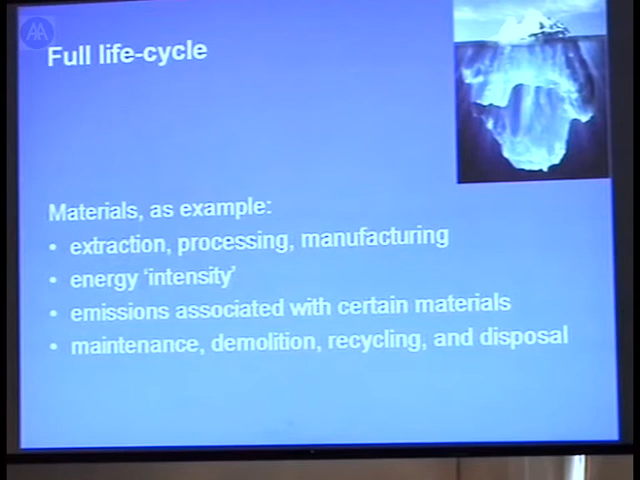 AA
Full life-cycle
Materials, as example:
• extraction, processing, manufacturing
• energy ‘intensity’
• emissions associated with certain materials
• maintenance, demolition, recycling, and disposal